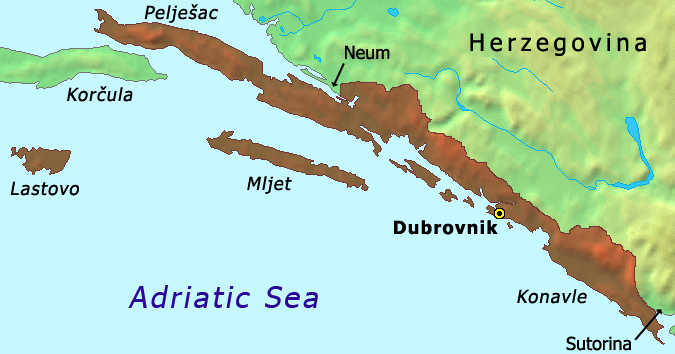 Pelješac
Neum
Herzegovina
Korčula
Lastovo
Mljet
Dubrovnik
Adriatic Sea
Konavle
Sutorina